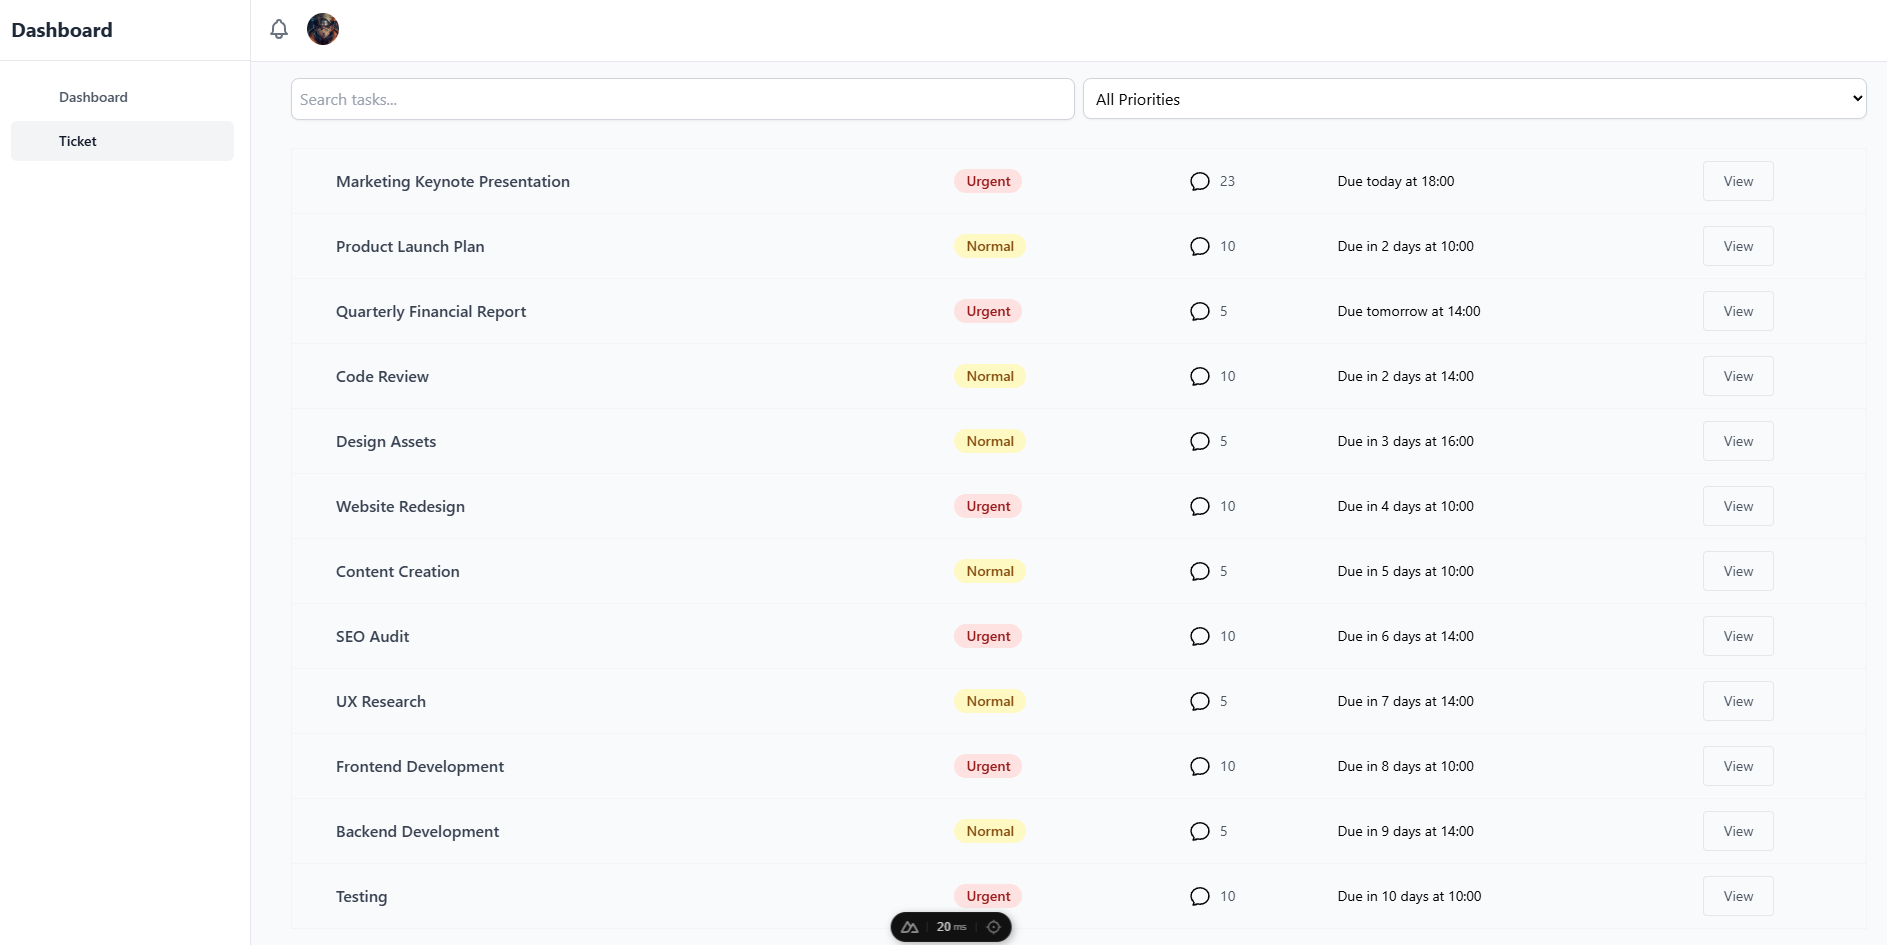 Dashboard
Dashboard
Ticket
Search tasks...
All Priorities
Marketing Keynote Presentation Urgent 23 Due today at 18:00 View
Product Launch Plan Normal 10 Due in 2 days at 10:00 View
Quarterly Financial Report Urgent 5 Due tomorrow at 14:00 View
Code Review Normal 10 Due in 2 days at 14:00 View
Design Assets Normal 5 Due in 3 days at 16:00 View
Website Redesign Urgent 10 Due in 4 days at 10:00 View
Content Creation Normal 5 Due in 5 days at 10:00 View
SEO Audit Urgent 10 Due in 6 days at 14:00 View
UX Research Normal 5 Due in 7 days at 14:00 View
Frontend Development Urgent 10 Due in 8 days at 10:00 View
Backend Development Normal 5 Due in 9 days at 14:00 View
Testing Urgent 10 Due in 10 days at 10:00 View
20 ms